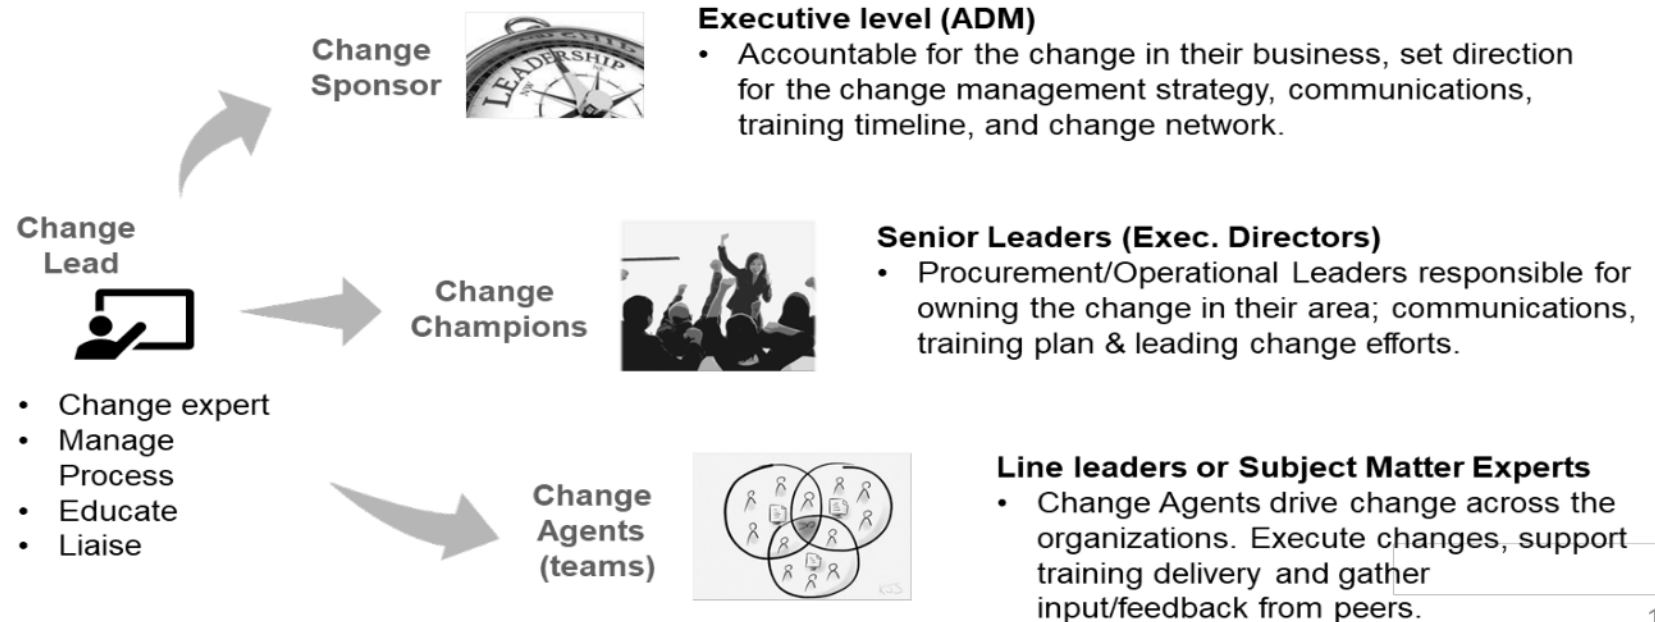 Change
Sponsor
LEADERSHIP
NW
E
Executive level (ADM)
• Accountable for the change in their business, set direction
for the change management strategy, communications,
training timeline, and change network.
Change
Lead
• Change expert
• Manage
Process
• Educate
• Liaise
Change
Champions
Senior Leaders (Exec. Directors)
• Procurement/Operational Leaders responsible for
owning the change in their area; communications,
training plan & leading change efforts.
Change
Agents
(teams)
KSJ
Line leaders or Subject Matter Experts
• Change Agents drive change across the
organizations. Execute changes, support
training delivery and gather
input/feedback from peers.